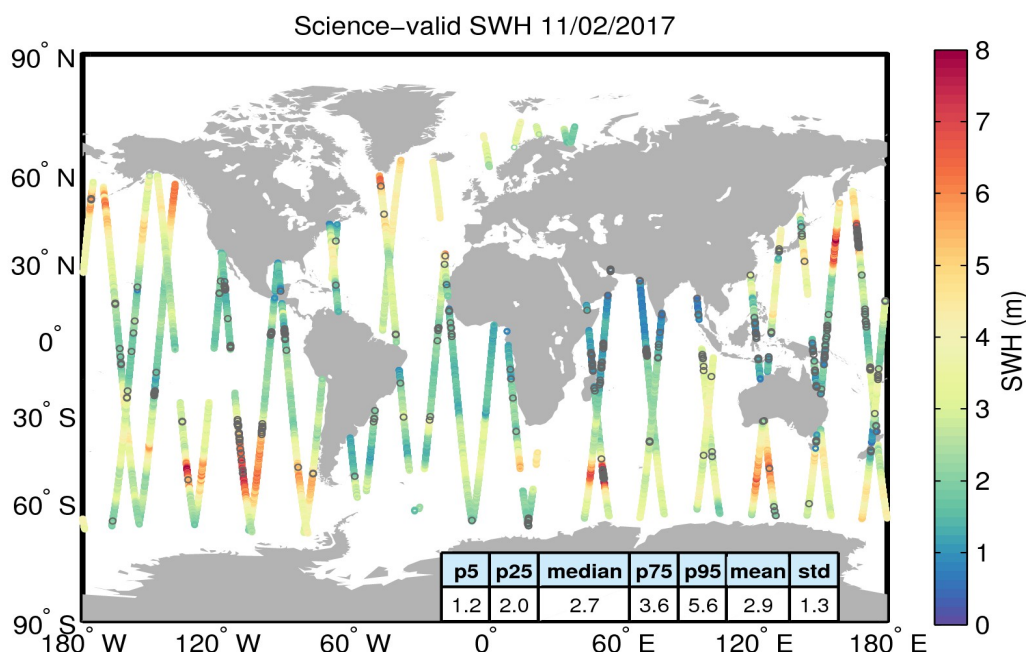 Science−valid SWH 11/02/2017
90° N
60° N
30° N
0°
30° S
60° S
90° S
180° W
120° W
60° W
0°
60° E
120° E
180° E
p5 p25 median p75 p95 mean std
1.2 2.0 2.7 3.6 5.6 2.9 1.3
8
7
6
5
4
3
2
1
0
SWH (m)